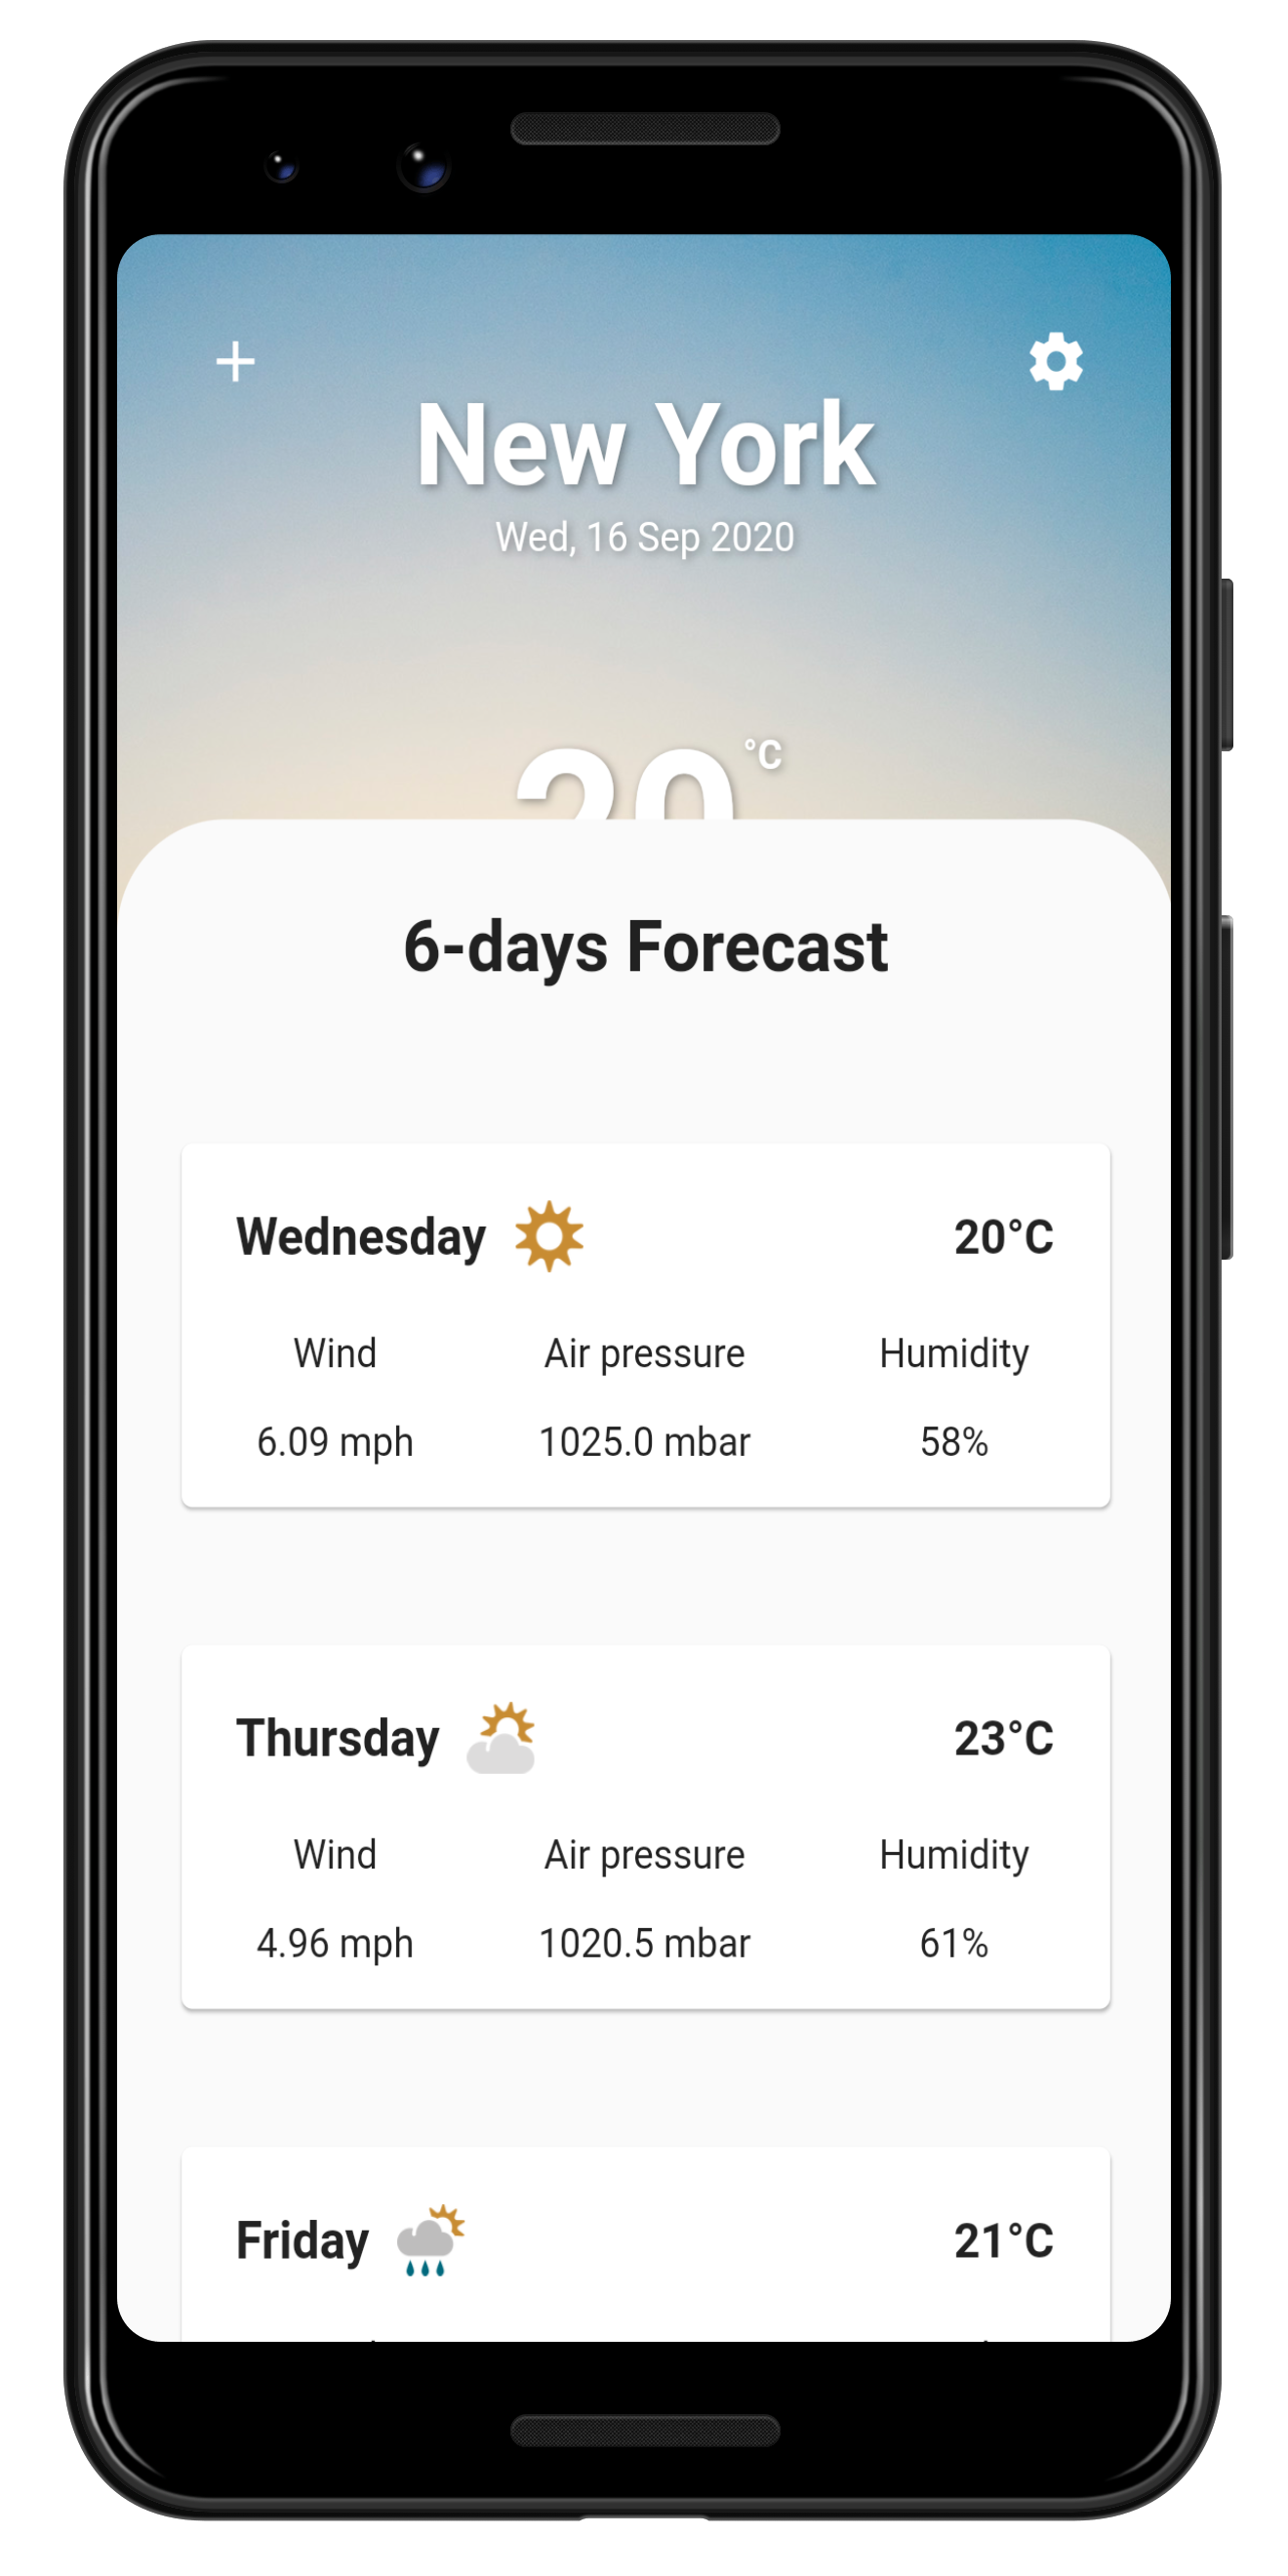 New York
Wed, 16 Sep 2020
20 °C
6-days Forecast
Wednesday 20°C
Wind Air pressure Humidity
6.09 mph 1025.0 mbar 58%
Thursday 23°C
Wind Air pressure Humidity
4.96 mph 1020.5 mbar 61%
Friday 21°C